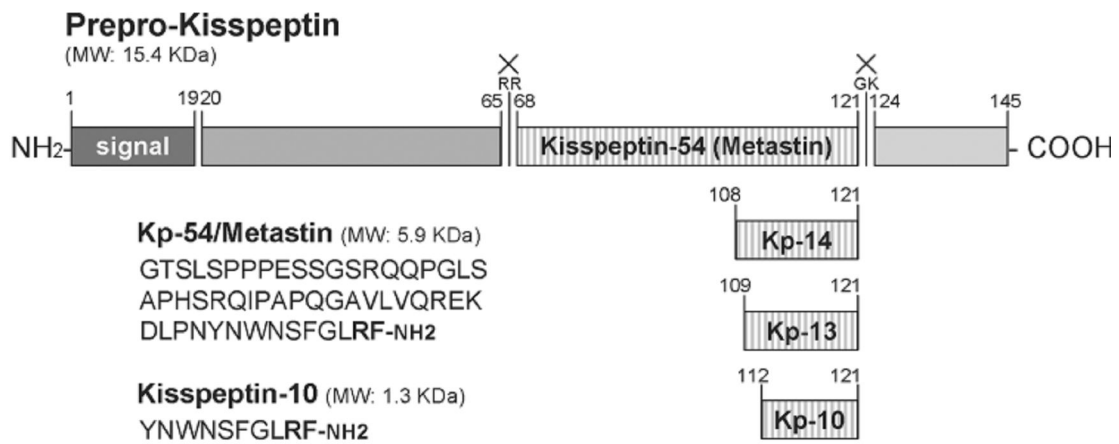 Prepro-Kisspeptin
(MW: 15.4 KDa)
RR GK
1 19 20 65 68 121 124 145
NH2- signal Kisspeptin-54 (Metastin) - COOH
108 121
Kp-14
Kp-54/Metastin (MW: 5.9 KDa)
GTSLSPPPESSGSRQQPGLS
APHSRQIPAPQGAVLVQREK
DLPNYNWNSFGLRF-NH2
109 121
Kp-13
Kisspeptin-10 (MW: 1.3 KDa)
YNWNSFGLRF-NH2
112 121
Kp-10